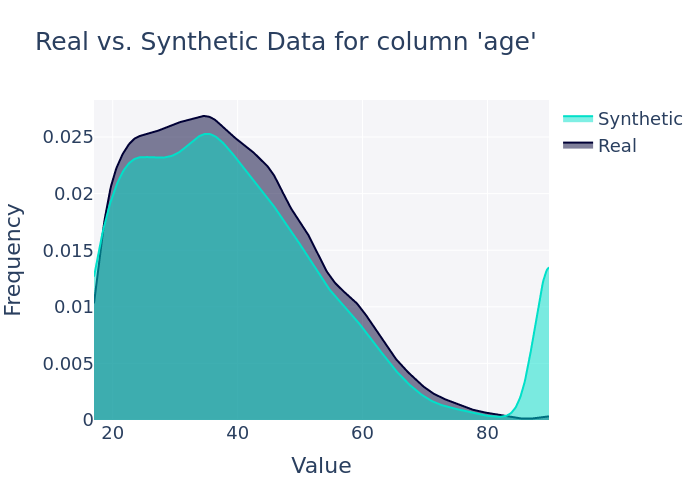 Real vs. Synthetic Data for column 'age'
Synthetic
Real
Frequency
0.025
0.02
0.015
0.01
0.005
0
20
40
60
80
Value